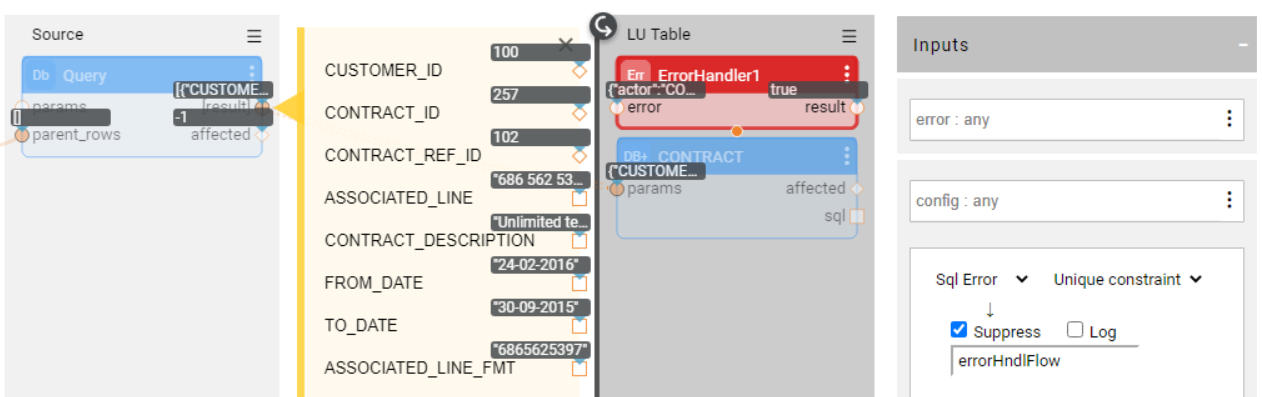 Source
Db Query
[{"CUSTOME...
params
[result]
[]
-1
parent_rows
affected
100
CUSTOMER_ID
257
CONTRACT_ID
102
CONTRACT_REF_ID
"686 562 53...
ASSOCIATED_LINE
"Unlimited te...
CONTRACT_DESCRIPTION
"24-02-2016"
FROM_DATE
"30-09-2015"
TO_DATE
"6865625397"
ASSOCIATED_LINE_FMT
LU Table
Err ErrorHandler1
{"actor":"CO...
true
error
result
DB+ CONTRACT
{"CUSTOME...
params
affected
sql
Inputs
error : any
config : any
Sql Error
Unique constraint
Suppress
Log
errorHndlFlow